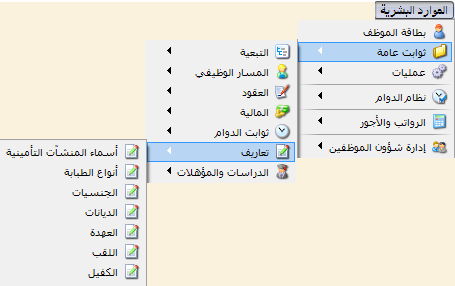 الموارد البشرية
بطاقة الموظف
ثوابت عامة
عمليات
نظام الدوام
الرواتب والأجور
إدارة شؤون الموظفين
التبعية
المسار الوظيفي
العقود
المالية
ثوابت الدوام
تعاريف
الدراسات والمؤهلات
أسماء المنشآت التأمينية
أنواع الطبابة
الجنسيات
الديانات
العهدة
اللقب
الكفيل